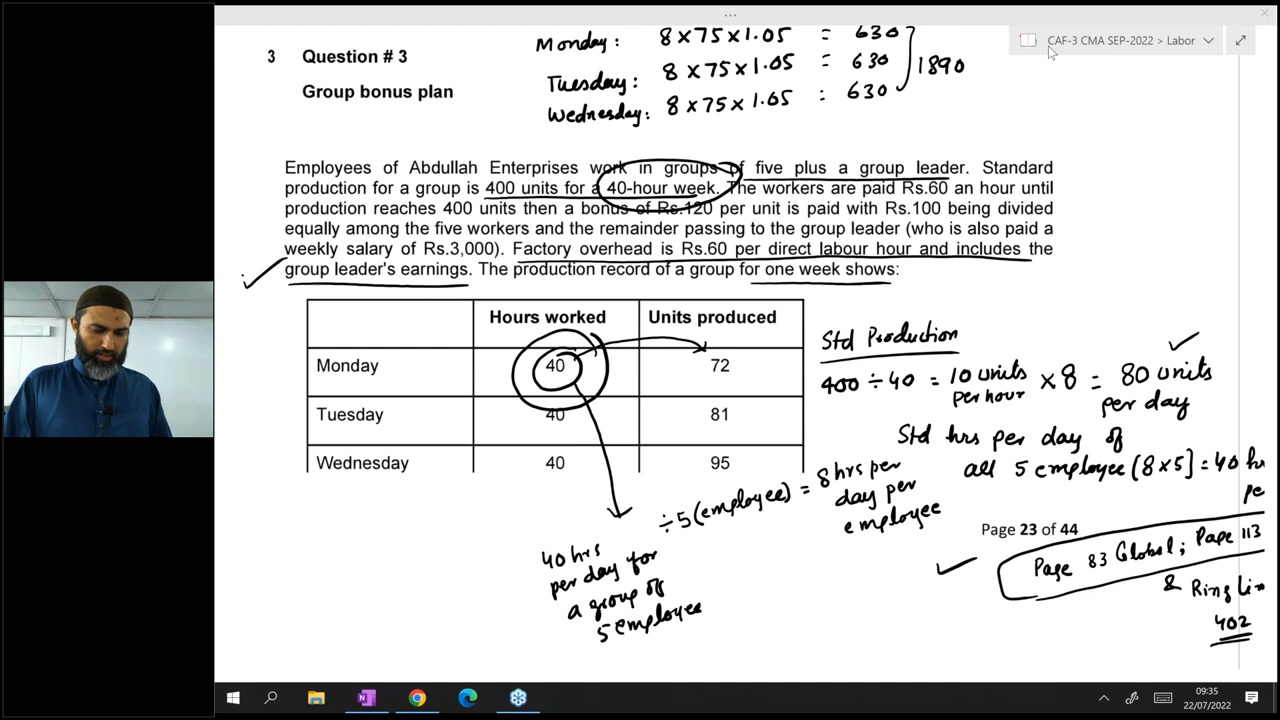 ...
CAF-3 CMA SEP-2022 > Labor
3 Question # 3
Group bonus plan
Monday : 8 x 75 x 1.05 = 630
Tuesday : 8 x 75 x 1.05 = 630
Wednesday : 8 x 75 x 1.05 : 630
1890
Employees of Abdullah Enterprises work in groups of five plus a group leader. Standard
production for a group is 400 units for a 40-hour week. The workers are paid Rs.60 an hour until
production reaches 400 units then a bonus of Rs.120 per unit is paid with Rs.100 being divided
equally among the five workers and the remainder passing to the group leader (who is also paid a
weekly salary of Rs.3,000). Factory overhead is Rs.60 per direct labour hour and includes the
group leader's earnings. The production record of a group for one week shows:
Hours worked Units produced
Monday 40 72
Tuesday 40 81
Wednesday 40 95
Std Production
400 ÷ 40 = 10 units per hour x 8 = 80 units per day
Std hrs per day of
all 5 employee (8 x 5) = 40 h
pe
÷ 5 (employee) = 8 hrs per
day per
employee
40 hrs
per day for
a group of
5 employee
Page 23 of 44
Page 83 Global ; Page 113
& Ring Lin
402
09:35
22/07/2022